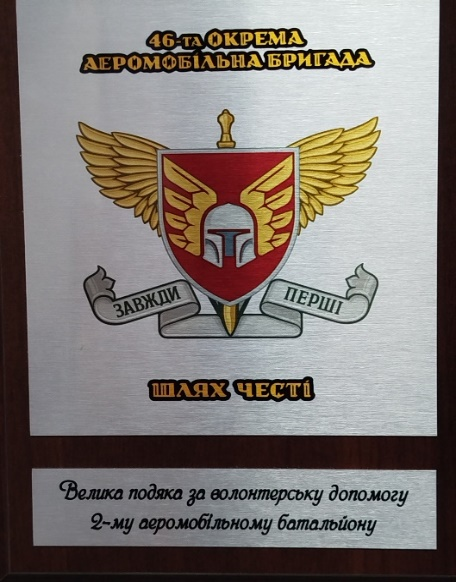 46-та ОКРЕМА
АЕРОМОБІЛЬНА БРИГАДА
ЗАВЖДИ ПЕРШІ
ШЛЯХ ЧЕСТІ
Велика подяка за волонтерську допомогу
2-му аеромобільному батальйону